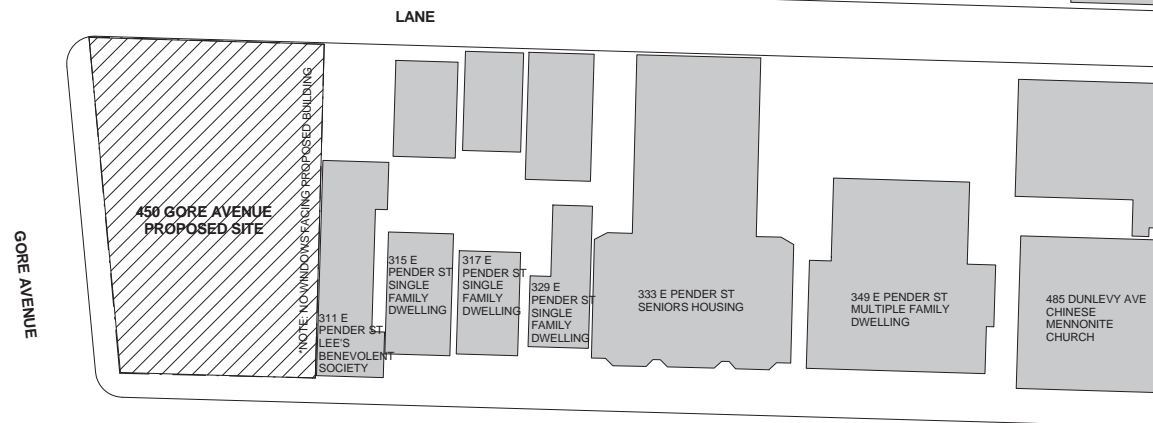 LANE
450 GORE AVENUE
PROPOSED SITE
*NOTE: NO WINDOWS FACING PROPOSED BUILDING
GORE AVENUE
311 E
PENDER ST
LEE'S
BENEVOLENT
SOCIETY
315 E
PENDER ST
SINGLE
FAMILY
DWELLING
317 E
PENDER ST
SINGLE
FAMILY
DWELLING
329 E
PENDER ST
SINGLE
FAMILY
DWELLING
333 E PENDER ST
SENIORS HOUSING
349 E PENDER ST
MULTIPLE FAMILY
DWELLING
485 DUNLEVY AVE
CHINESE
MENNONITE
CHURCH